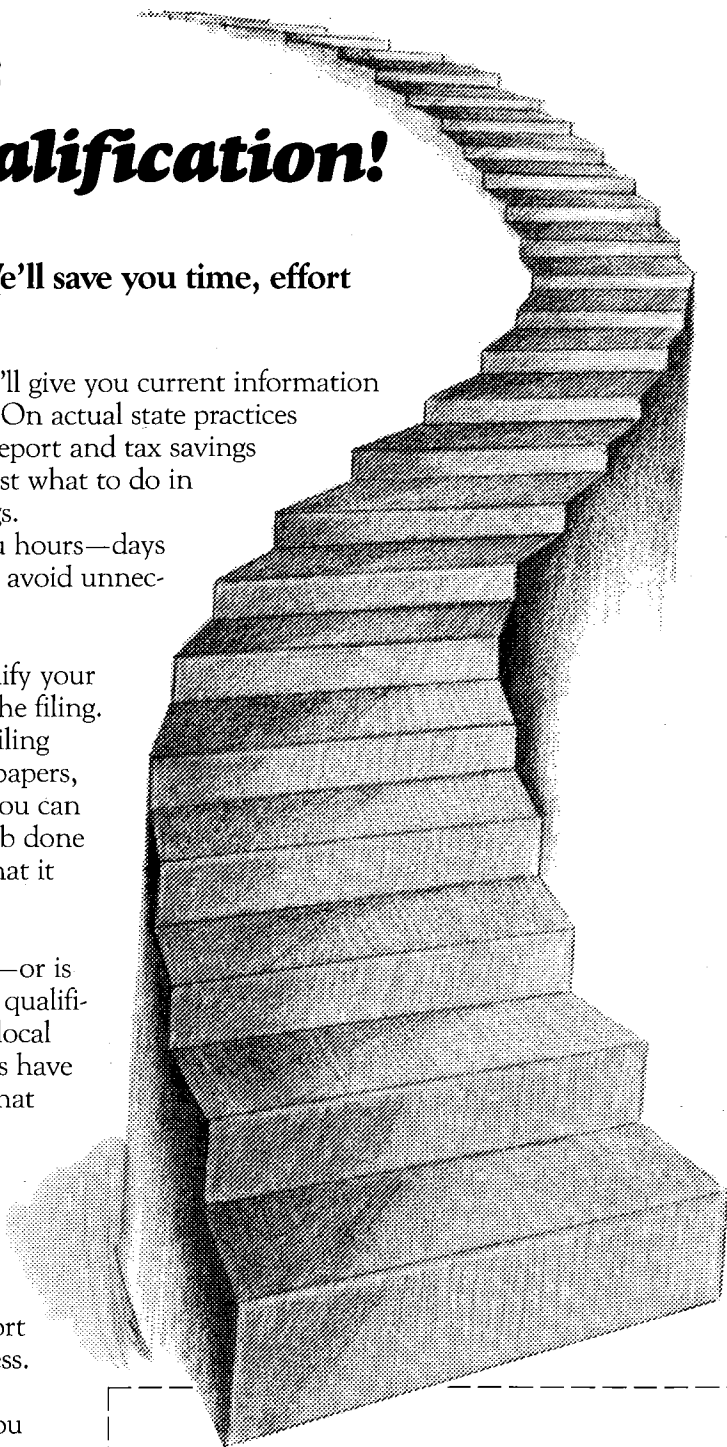 alification!
e'll save you time, effort
'll give you current information
On actual state practices
eport and tax savings
st what to do in
s.
u hours—days
avoid unnec-
ify your
he filing.
iling
papers,
ou can
b done
hat it
—or is
qualifi-
local
s have
hat
ort
ss.
ou